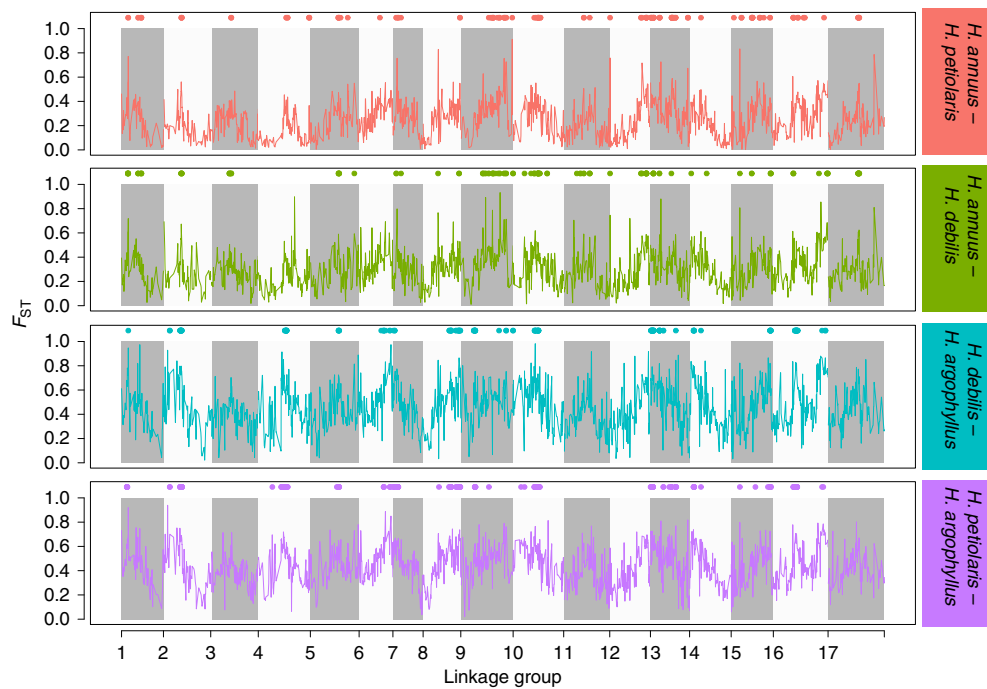 1.0
0.8
0.6
0.4
0.2
0.0
H. annuus –
H. petiolaris
1.0
0.8
0.6
0.4
0.2
0.0
H. annuus –
H. debilis
FST
1.0
0.8
0.6
0.4
0.2
0.0
H. debilis –
H. argophyllus
1.0
0.8
0.6
0.4
0.2
0.0
H. petiolaris –
H. argophyllus
1 2 3 4 5 6 7 8 9 10 11 12 13 14 15 16 17
Linkage group